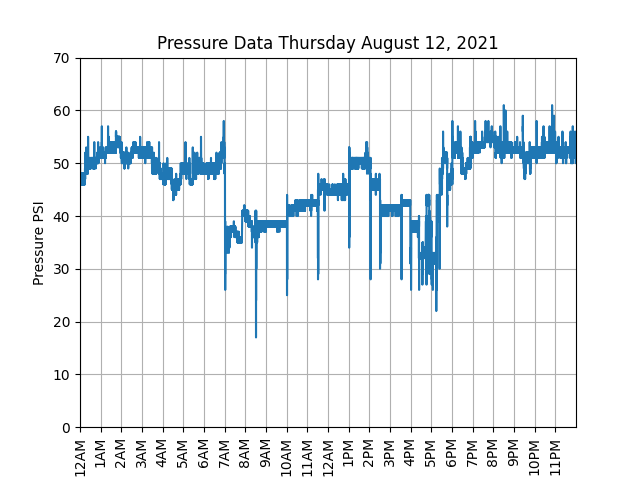 Pressure Data Thursday August 12, 2021
Pressure PSI
70
60
50
40
30
20
10
0
12AM
1AM
2AM
3AM
4AM
5AM
6AM
7AM
8AM
9AM
10AM
11AM
12AM
1PM
2PM
3PM
4PM
5PM
6PM
7PM
8PM
9PM
10PM
11PM